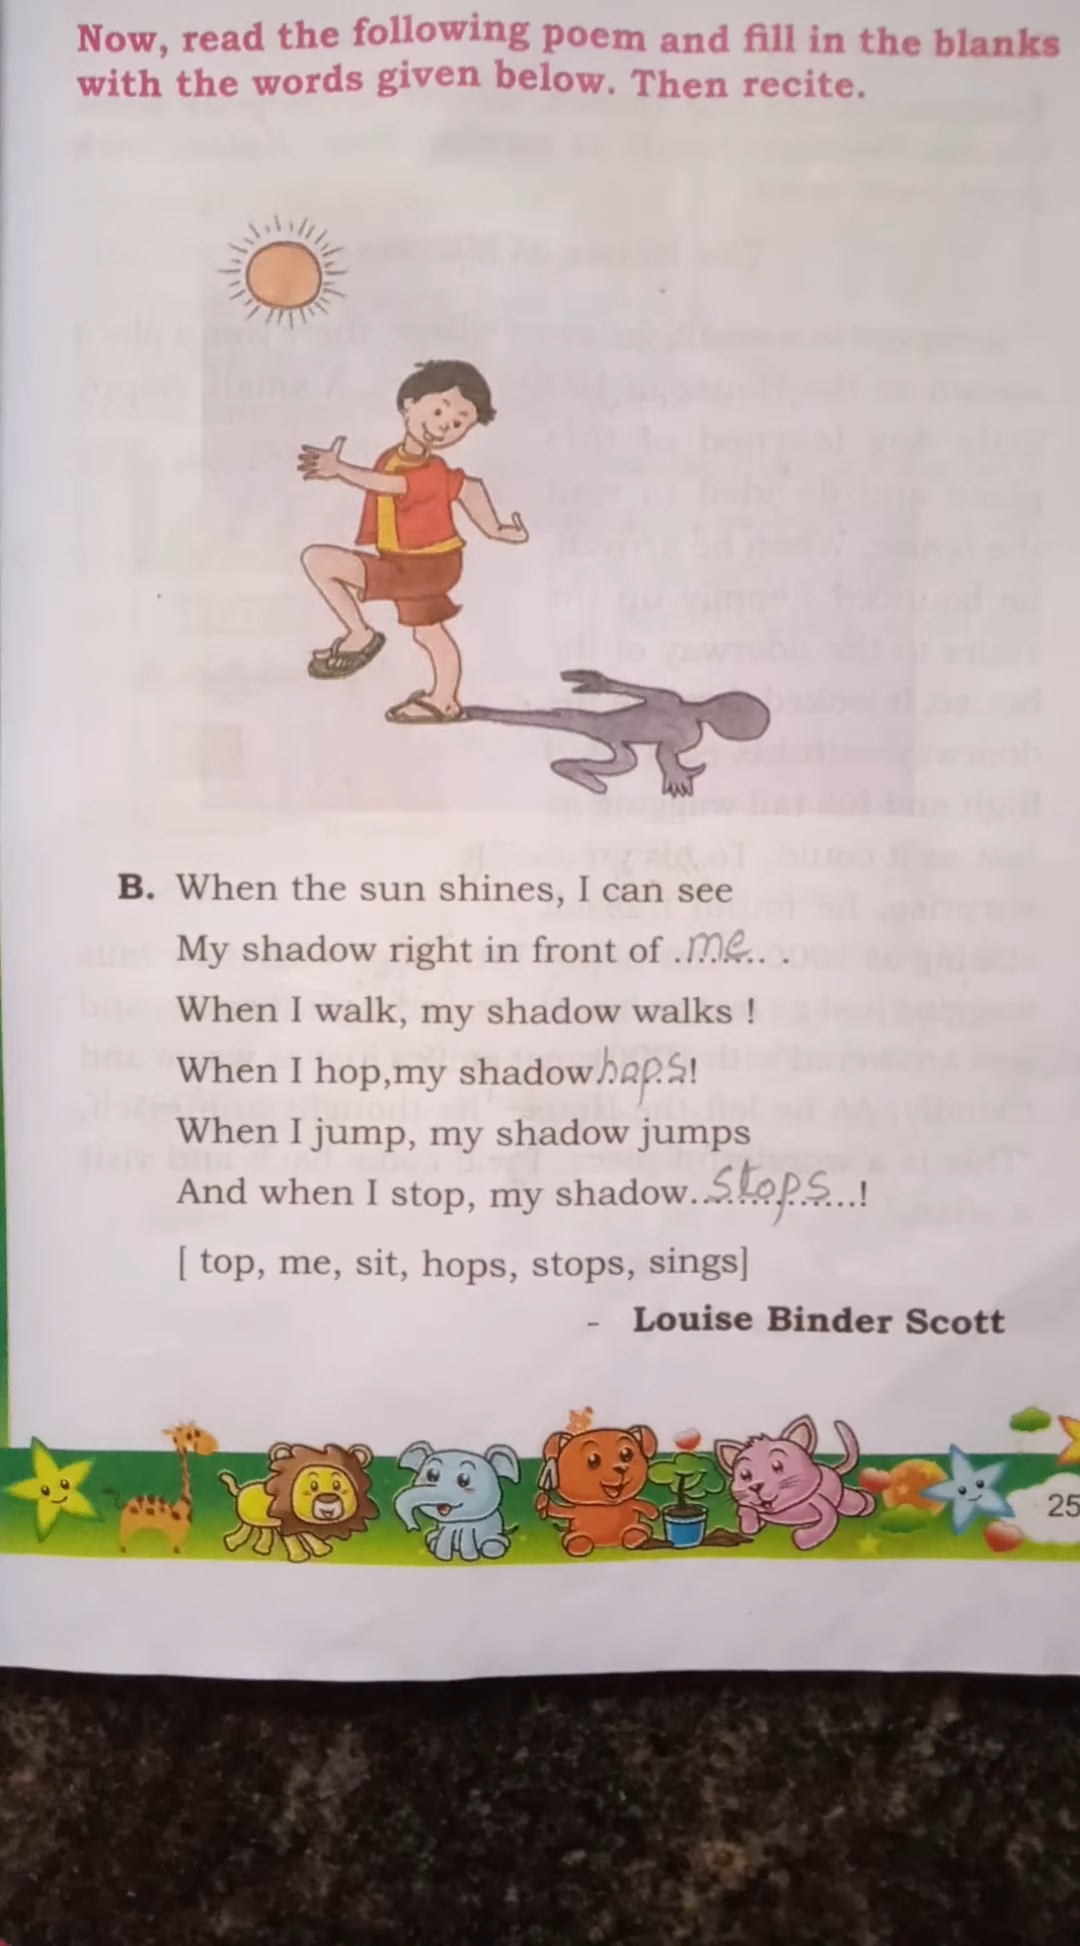 Now, read the following poem and fill in the blanks
with the words given below. Then recite.
B. When the sun shines, I can see
My shadow right in front of .me... .
When I walk, my shadow walks !
When I hop,my shadow hops!
When I jump, my shadow jumps
And when I stop, my shadow..stops...!
[ top, me, sit, hops, stops, sings]
- Louise Binder Scott
25